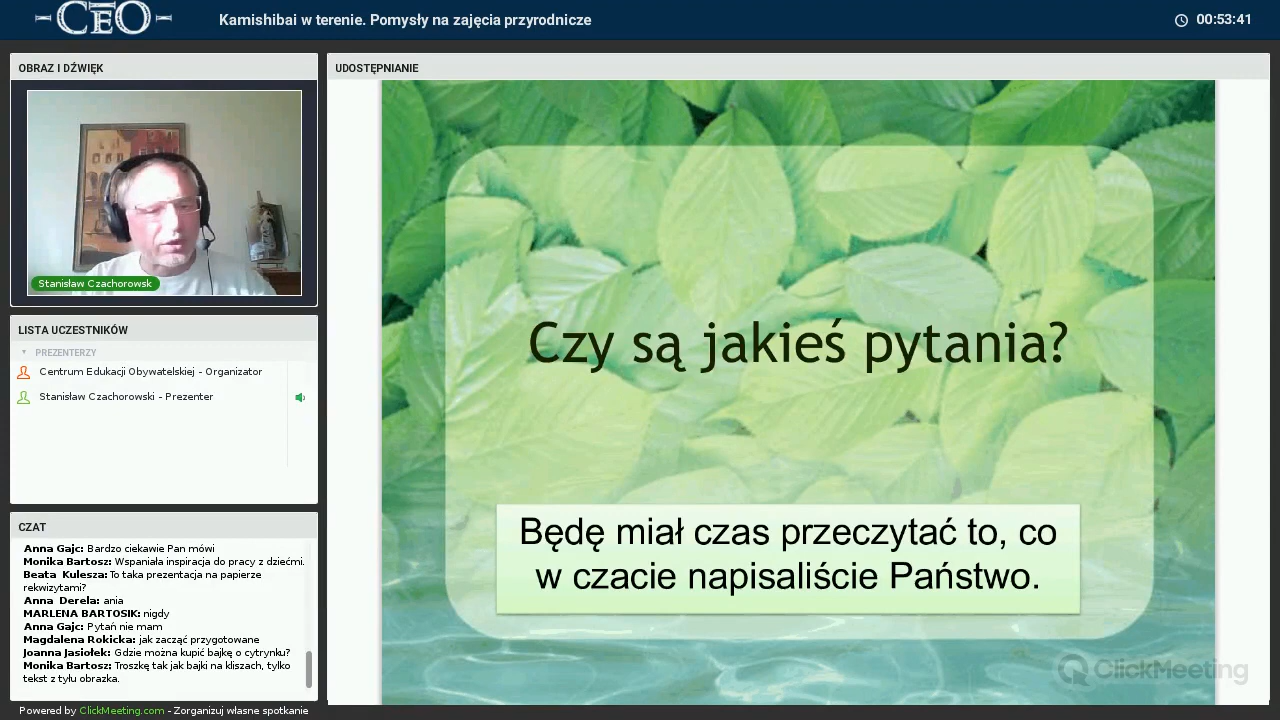 CEO
Kamishibai w terenie. Pomysły na zajęcia przyrodnicze
00:53:41
OBRAZ I DŹWIĘK
Stanisław Czachorowsk
LISTA UCZESTNIKÓW
PREZENTERZY
Centrum Edukacji Obywatelskiej - Organizator
Stanisław Czachorowski - Prezenter
CZAT
Anna Gajc: Bardzo ciekawie Pan mówi
Monika Bartosz: Wspaniała inspiracja do pracy z dziećmi.
Beata Kulesza: To taka prezentacja na papierze
rekwizytami?
Anna Derela: ania
MARLENA BARTOSIK: nigdy
Anna Gajc: Pytań nie mam
Magdalena Rokicka: jak zacząć przygotowane
Joanna Jasiołek: Gdzie można kupić bajkę o cytrynku?
Monika Bartosz: Troszkę tak jak bajki na kliszach, tylko
tekst z tyłu obrazka.
Powered by ClickMeeting.com - Zorganizuj własne spotkanie
UDOSTĘPNIANIE
Czy są jakieś pytania?
Będę miał czas przeczytać to, co
w czacie napisaliście Państwo.
ClickMeeting